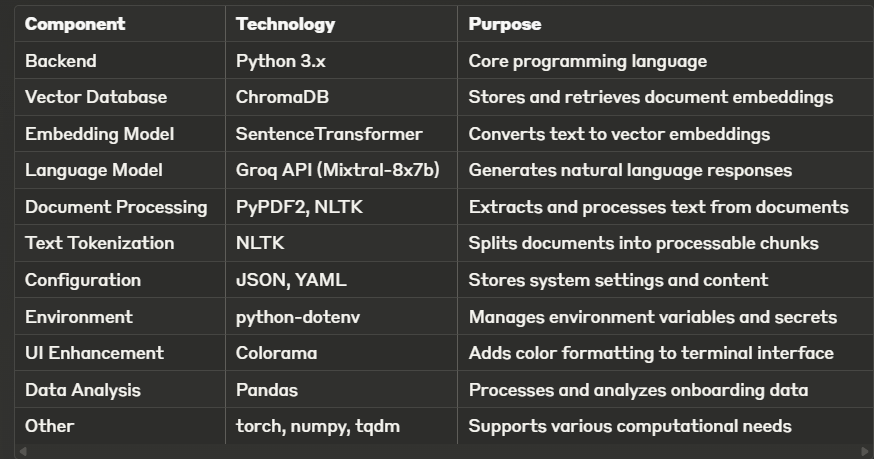 Component Technology Purpose
Backend Python 3.x Core programming language
Vector Database ChromaDB Stores and retrieves document embeddings
Embedding Model SentenceTransformer Converts text to vector embeddings
Language Model Groq API (Mixtral-8x7b) Generates natural language responses
Document Processing PyPDF2, NLTK Extracts and processes text from documents
Text Tokenization NLTK Splits documents into processable chunks
Configuration JSON, YAML Stores system settings and content
Environment python-dotenv Manages environment variables and secrets
UI Enhancement Colorama Adds color formatting to terminal interface
Data Analysis Pandas Processes and analyzes onboarding data
Other torch, numpy, tqdm Supports various computational needs